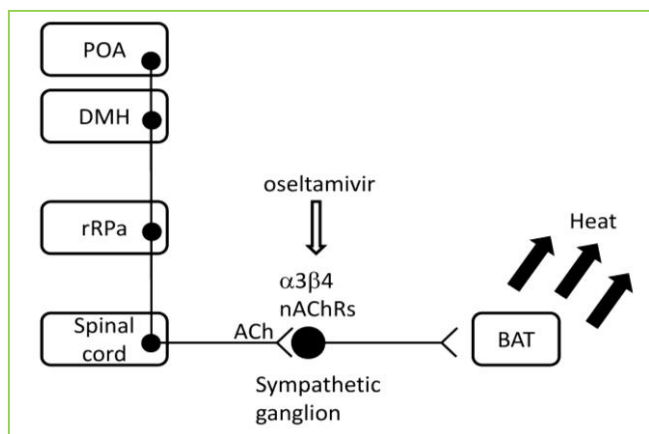 POA
DMH
oseltamivir
rRPa
Heat
α3β4
nAChRs
Spinal
cord
ACh
BAT
Sympathetic
ganglion